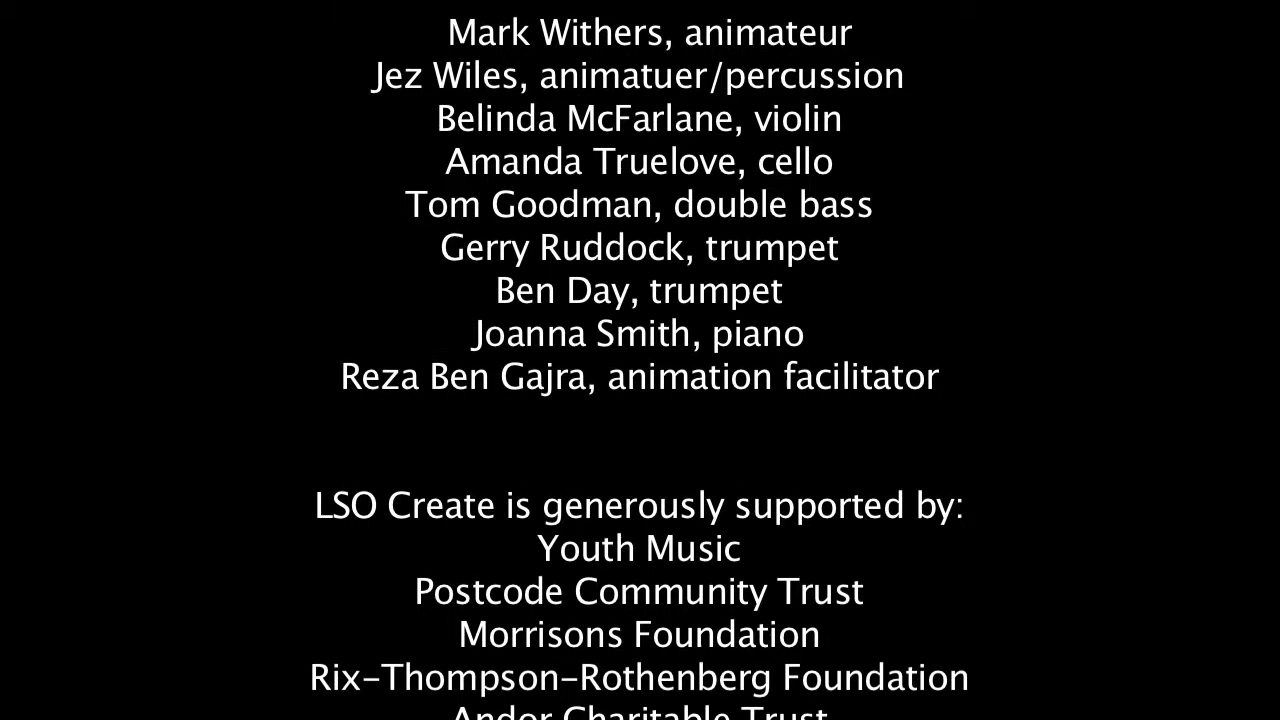 Mark Withers, animateur
Jez Wiles, animatuer/percussion
Belinda McFarlane, violin
Amanda Truelove, cello
Tom Goodman, double bass
Gerry Ruddock, trumpet
Ben Day, trumpet
Joanna Smith, piano
Reza Ben Gajra, animation facilitator
LSO Create is generously supported by:
Youth Music
Postcode Community Trust
Morrisons Foundation
Rix-Thompson-Rothenberg Foundation
Andor Charitable Trust